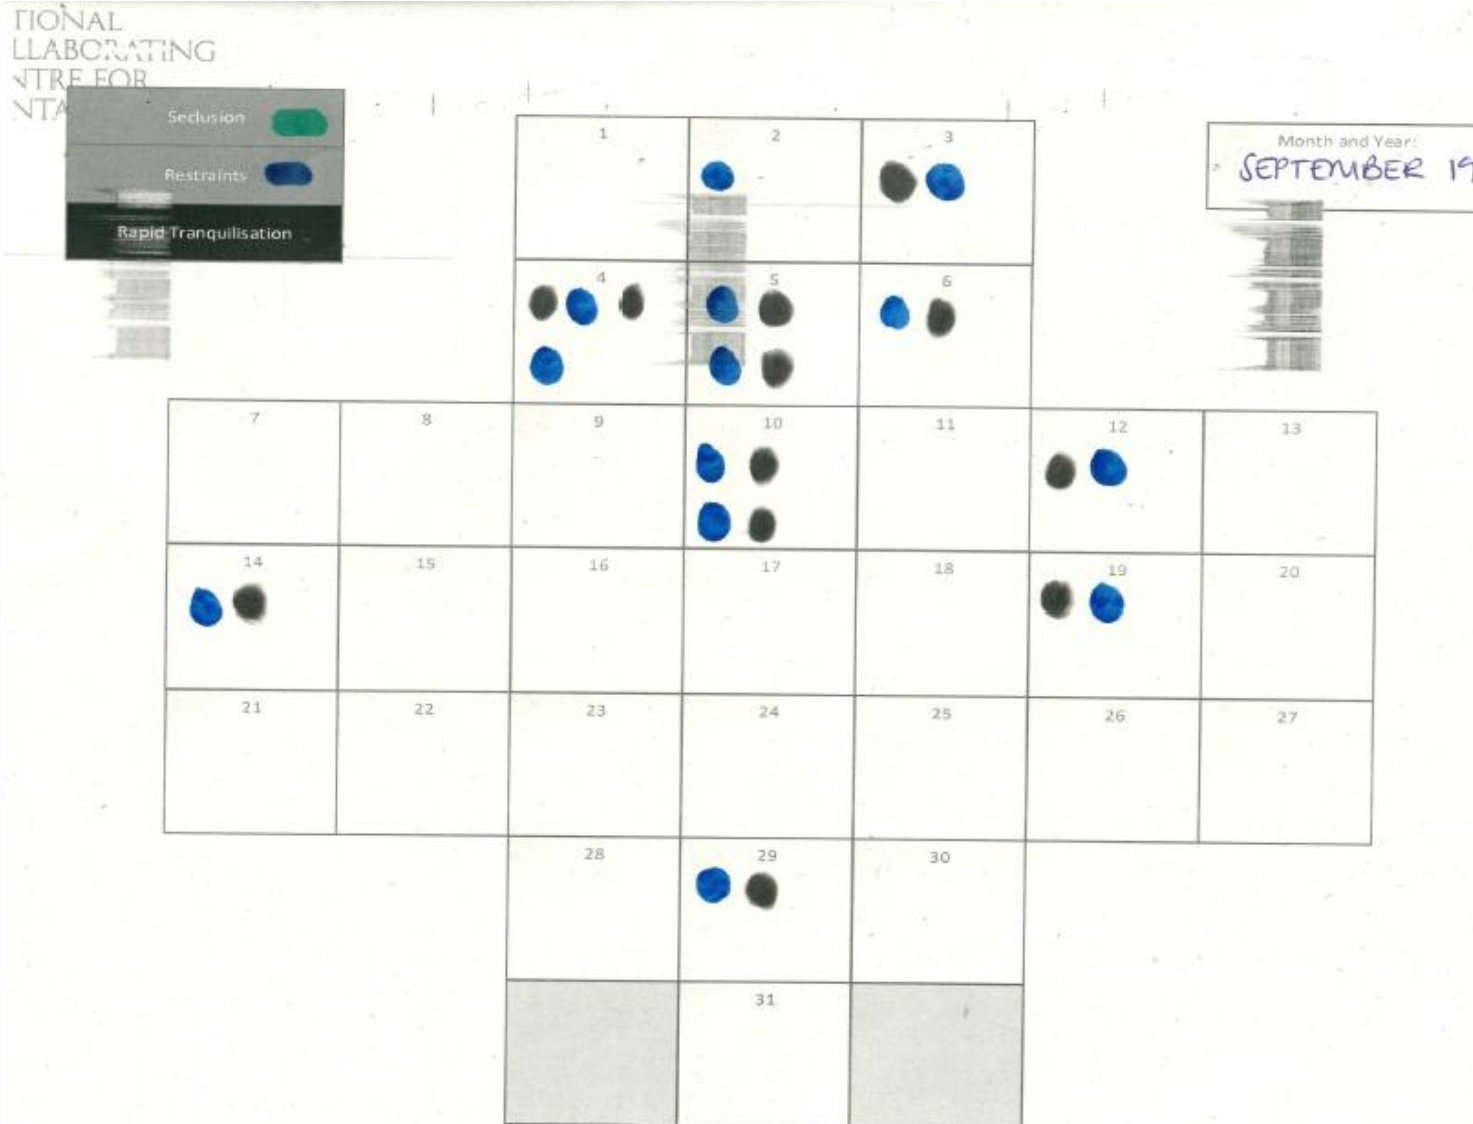 TIONAL
LLABORATING
NTRE FOR
NTA
Seclusion
Restraints
Rapid Tranquilisation
Month and Year:
SEPTEMBER 19
1 2 3
4 5 6
7 8 9 10 11 12 13
14 15 16 17 18 19 20
21 22 23 24 25 26 27
28 29 30
31